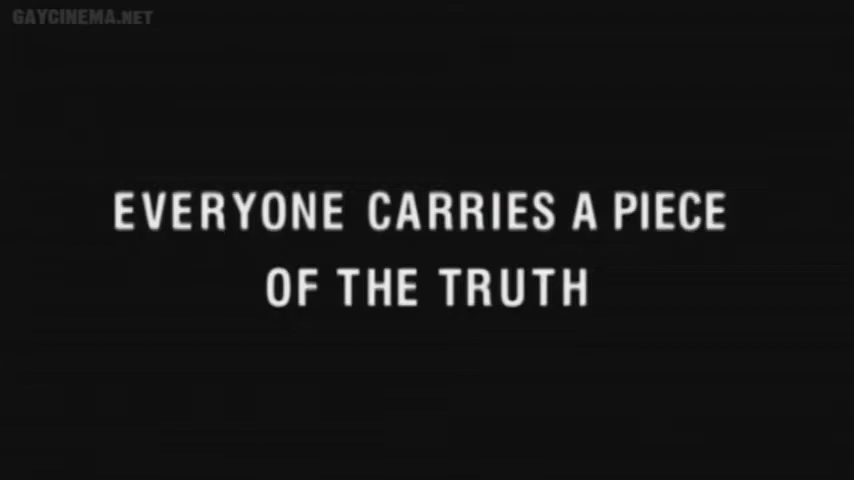 GAYCINEMA.NET
EVERYONE CARRIES A PIECE
OF THE TRUTH